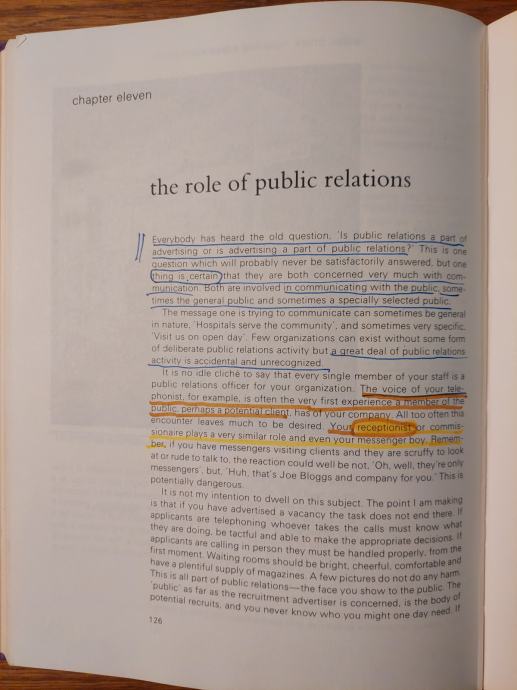 chapter eleven
the role of public relations
Everybody has heard the old question, 'Is public relations a part of
advertising or is advertising a part of public relations?' This is one
question which will probably never be satisfactorily answered, but one
thing is certain that they are both concerned very much with com-
munication. Both are involved in communicating with the public, some-
times the general public and sometimes a specially selected public.
The message one is trying to communicate can sometimes be general
in nature, 'Hospitals serve the community', and sometimes very specific,
'Visit us on open day'. Few organizations can exist without some form
of deliberate public relations activity but a great deal of public relations
activity is accidental and unrecognized.
It is no idle cliché to say that every single member of your staff is a
public relations officer for your organization. The voice of your tele-
phonist, for example, is often the very first experience a member of the
public, perhaps a potential client, has of your company. All too often this
encounter leaves much to be desired. Your receptionist or commis-
sionaire plays a very similar role and even your messenger boy. Remem-
ber, if you have messengers visiting clients and they are scruffy to look
at or rude to talk to, the reaction could well be not, 'Oh, well, they're only
messengers', but, 'Huh, that's Joe Bloggs and company for you.' This is
potentially dangerous.
It is not my intention to dwell on this subject. The point I am making
is that if you have advertised a vacancy the task does not end there. If
applicants are telephoning whoever takes the calls must know what
they are doing, be tactful and able to make the appropriate decisions. If
applicants are calling in person they must be handled properly, from the
first moment. Waiting rooms should be bright, cheerful, comfortable and
have a plentiful supply of magazines. A few pictures do not do any harm.
This is all part of public relations—the face you show to the public. The
'public' as far as the recruitment advertiser is concerned, is the body of
potential recruits, and you never know who you might one day need. If
126